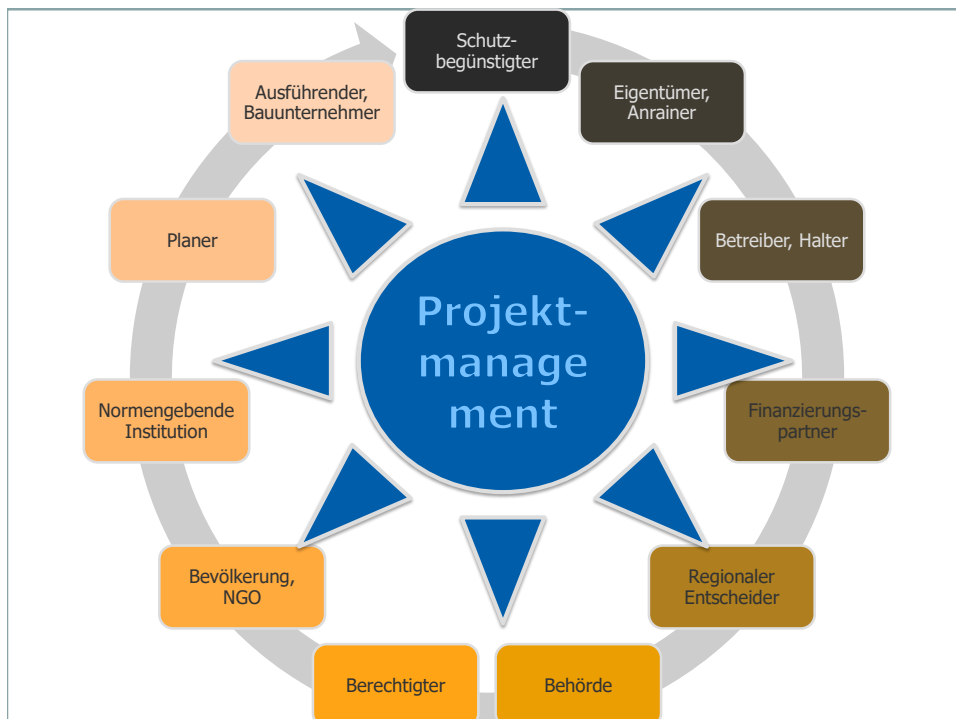 Schutz-
begünstigter
Eigentümer,
Anrainer
Betreiber, Halter
Finanzierungs-
partner
Regionaler
Entscheider
Behörde
Berechtigter
Bevölkerung,
NGO
Normengebende
Institution
Planer
Ausführender,
Bauunternehmer
Projekt-
manage
ment